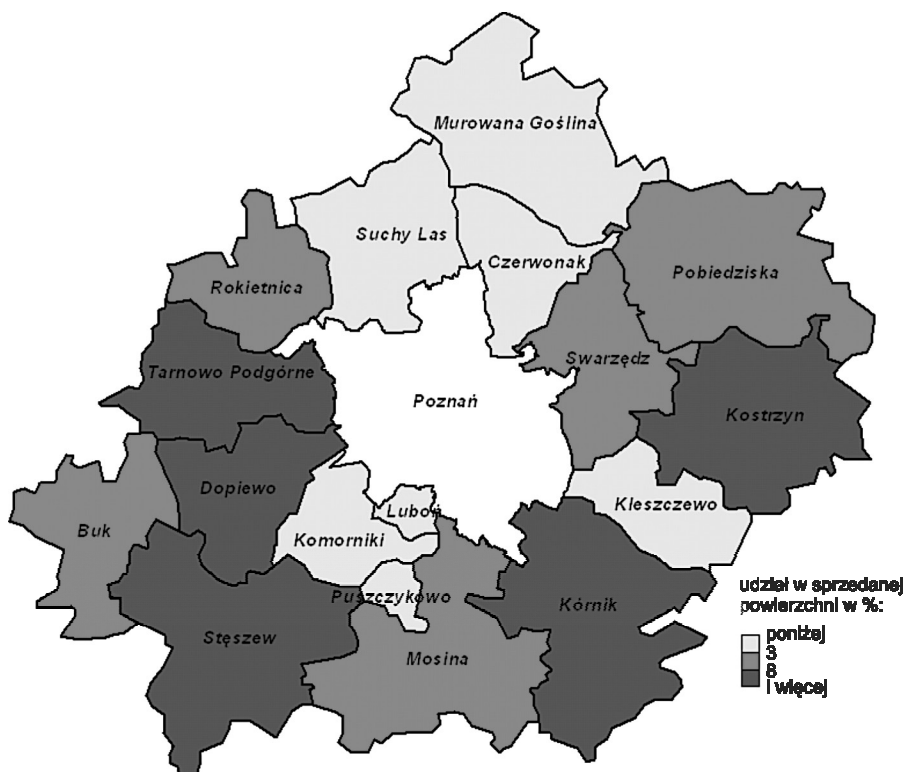 Murowana Goślina
Suchy Las
Czerwonak
Rokietnica
Pobiedziska
Swarzędz
Tarnowo Podgórne
Poznań
Kostrzyn
Dopiewo
Kleszczewo
Luboń
Buk
Komorniki
udział w sprzedanej
powierzchni w %:
Puszczykowo
Kórnik
Stęszew
Mosina
poniżej
3
8
i więcej